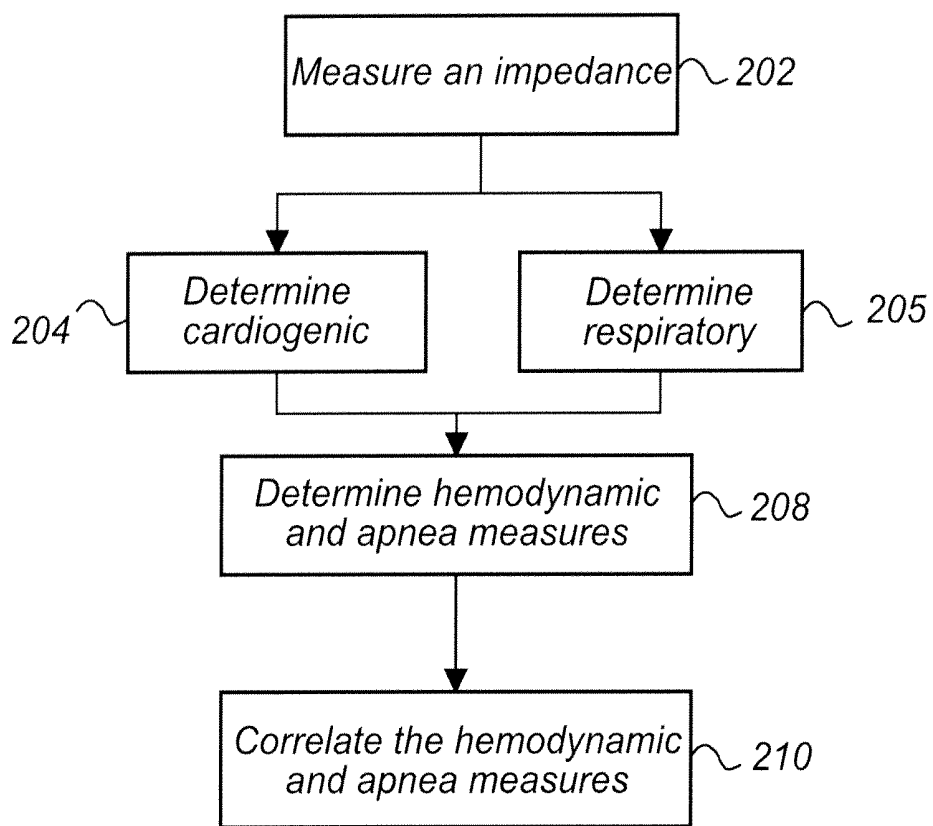 Measure an impedance
202
Determine
cardiogenic
204
Determine
respiratory
205
Determine hemodynamic
and apnea measures
208
Correlate the hemodynamic
and apnea measures
210